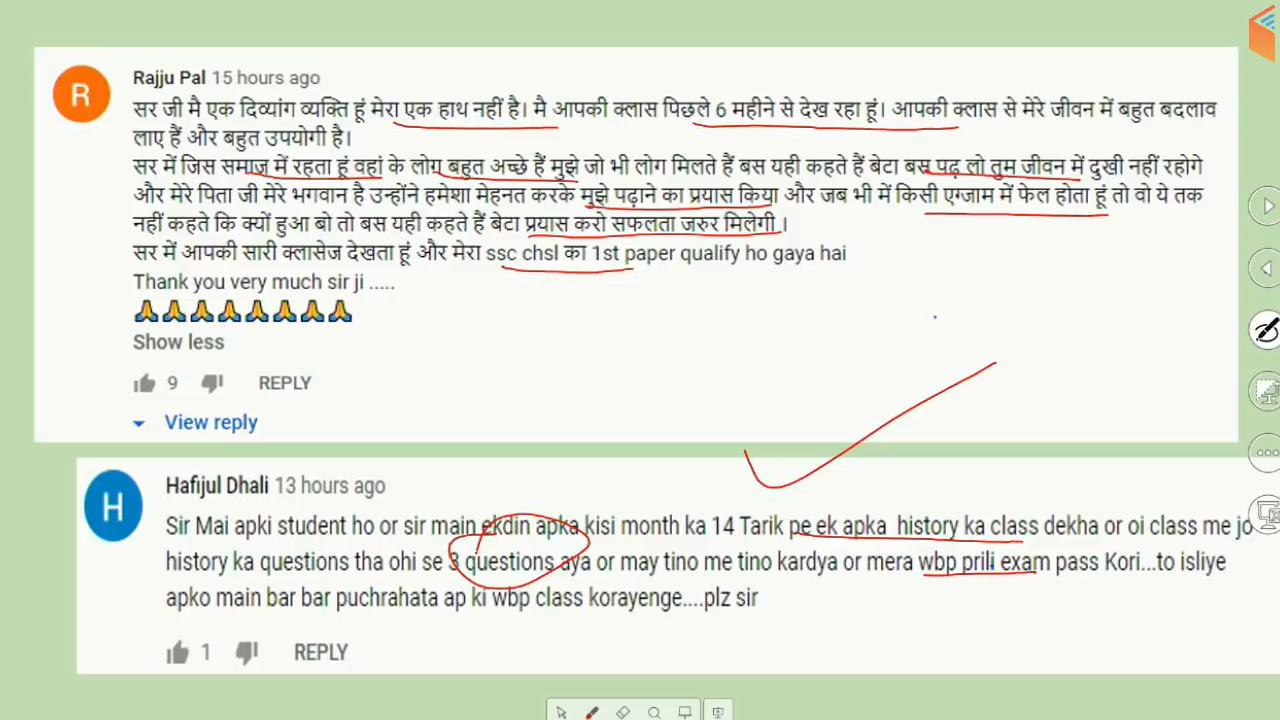 Rajju Pal 15 hours ago
सर जी मै एक दिव्यांग व्यक्ति हूं मेरा एक हाथ नहीं है। मै आपकी क्लास पिछले 6 महीने से देख रहा हूं। आपकी क्लास से मेरे जीवन में बहुत बदलाव
लाए हैं और बहुत उपयोगी है।
सर में जिस समाज में रहता हूं वहां के लोग बहुत अच्छे हैं मुझे जो भी लोग मिलते हैं बस यही कहते हैं बेटा बस पढ़ लो तुम जीवन में दुखी नहीं रहोगे
और मेरे पिता जी मेरे भगवान है उन्होंने हमेशा मेहनत करके मुझे पढ़ाने का प्रयास किया और जब भी में किसी एग्जाम में फेल होता हूं तो वो ये तक
नहीं कहते कि क्यों हुआ बो तो बस यही कहते हैं बेटा प्रयास करो सफलता जरुर मिलेगी ।
सर में आपकी सारी क्लासेज देखता हूं और मेरा ssc chsl का 1st paper qualify ho gaya hai
Thank you very much sir ji .....
🙏🙏🙏🙏🙏🙏🙏🙏
Show less
9 REPLY
View reply
Hafijul Dhali 13 hours ago
Sir Mai apki student ho or sir main ekdin apka kisi month ka 14 Tarik pe ek apka history ka class dekha or oi class me jo
history ka questions tha ohi se 3 questions aya or may tino me tino kardya or mera wbp prili exam pass Kori...to isliye
apko main bar bar puchrahata ap ki wbp class korayenge....plz sir
1 REPLY